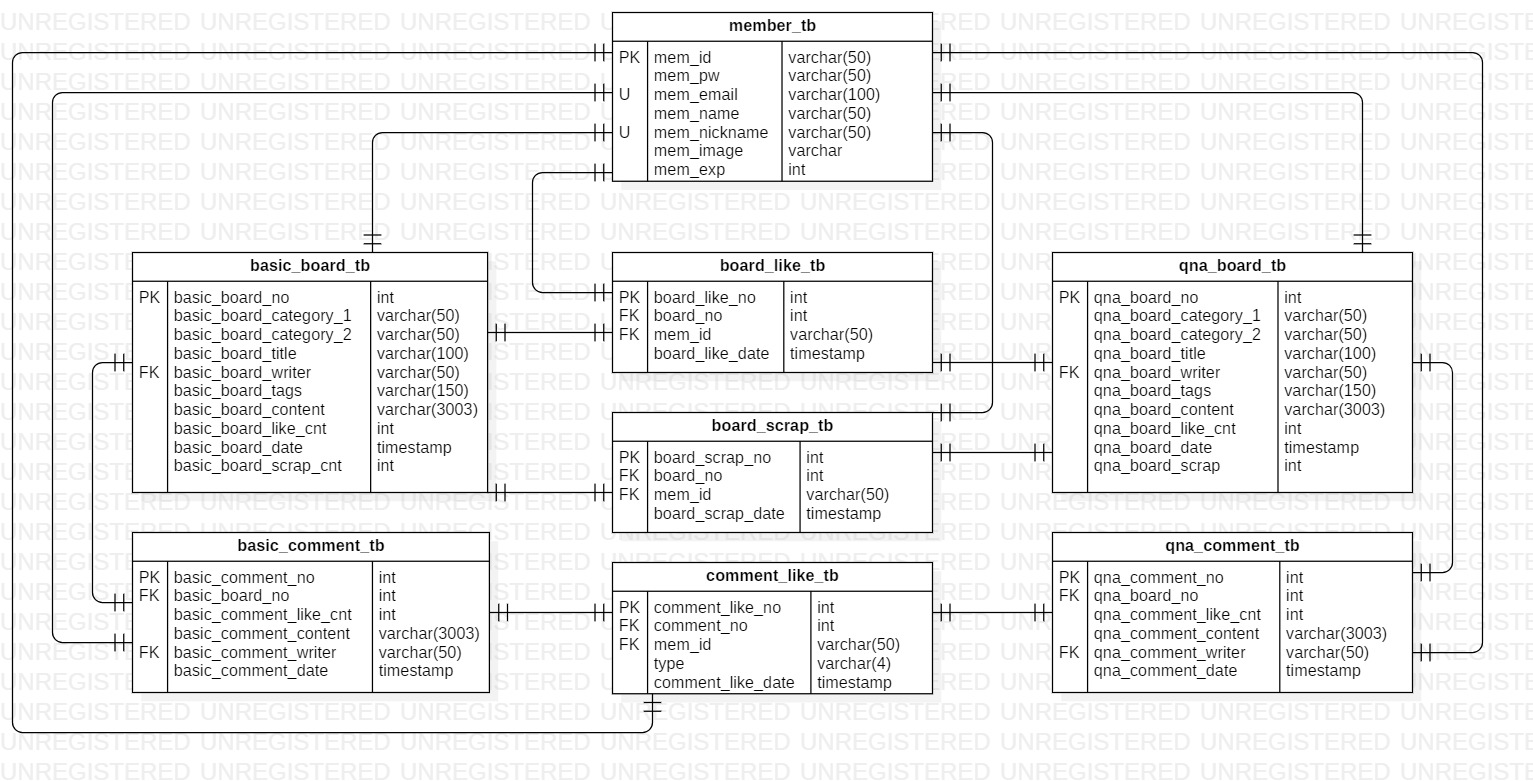 member_tb
PK mem_id varchar(50)
mem_pw varchar(50)
U mem_email varchar(100)
mem_name varchar(50)
U mem_nickname varchar(50)
mem_image varchar
mem_exp int
basic_board_tb
PK basic_board_no int
basic_board_category_1 varchar(50)
basic_board_category_2 varchar(50)
basic_board_title varchar(100)
FK basic_board_writer varchar(50)
basic_board_tags varchar(150)
basic_board_content varchar(3003)
basic_board_like_cnt int
basic_board_date timestamp
basic_board_scrap_cnt int
board_like_tb
PK board_like_no int
FK board_no int
FK mem_id varchar(50)
board_like_date timestamp
qna_board_tb
PK qna_board_no int
qna_board_category_1 varchar(50)
qna_board_category_2 varchar(50)
qna_board_title varchar(100)
FK qna_board_writer varchar(50)
qna_board_tags varchar(150)
qna_board_content varchar(3003)
qna_board_like_cnt int
qna_board_date timestamp
qna_board_scrap int
board_scrap_tb
PK board_scrap_no int
FK board_no int
FK mem_id varchar(50)
board_scrap_date timestamp
basic_comment_tb
PK basic_comment_no int
FK basic_board_no int
basic_comment_like_cnt int
basic_comment_content varchar(3003)
FK basic_comment_writer varchar(50)
basic_comment_date timestamp
comment_like_tb
PK comment_like_no int
FK comment_no int
FK mem_id varchar(50)
type varchar(4)
comment_like_date timestamp
qna_comment_tb
PK qna_comment_no int
FK qna_board_no int
qna_comment_like_cnt int
qna_comment_content varchar(3003)
FK qna_comment_writer varchar(50)
qna_comment_date timestamp
UNREGISTERED UNREGISTERED UNREGISTERED UNREGISTERED UNREGISTERED UNREGISTERED UNREGISTERED